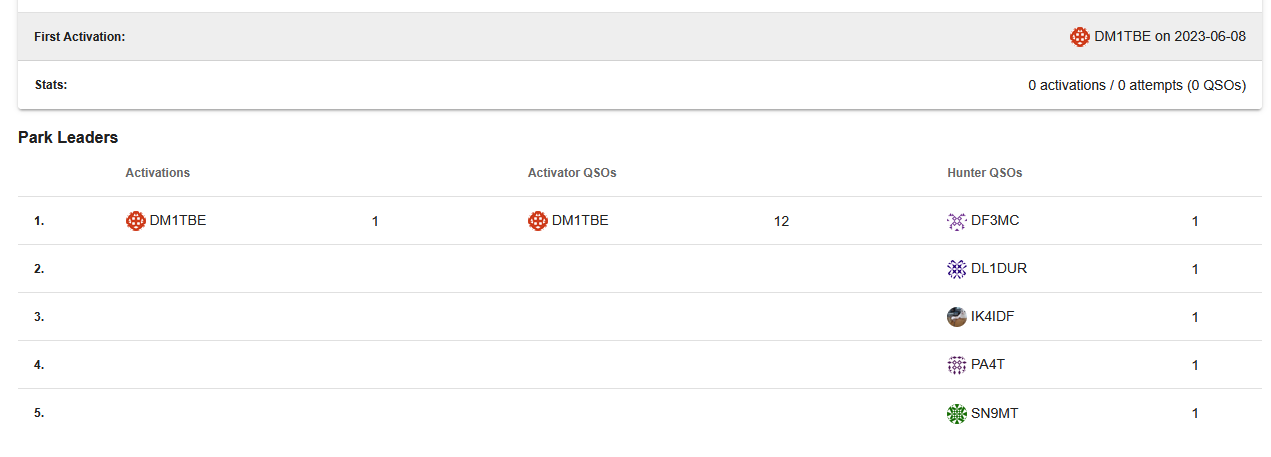 First Activation: DM1TBE on 2023-06-08
Stats: 0 activations / 0 attempts (0 QSOs)
Park Leaders
Activations Activator QSOs Hunter QSOs
1. DM1TBE 1 DM1TBE 12 DF3MC 1
2. DL1DUR 1
3. IK4IDF 1
4. PA4T 1
5. SN9MT 1